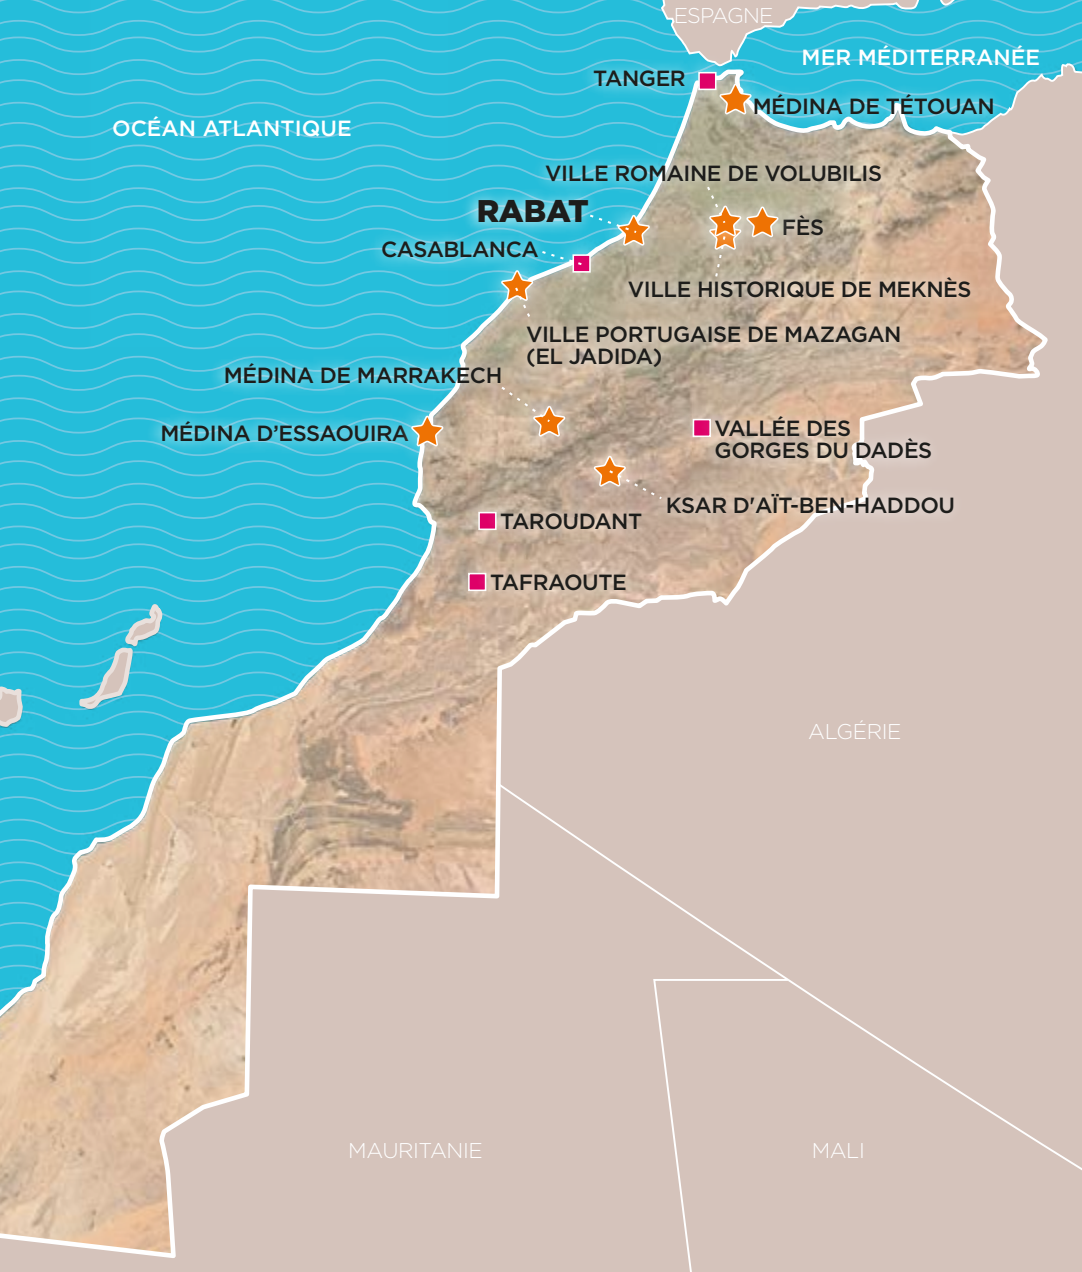 ESPAGNE
MER MÉDITERRANÉE
TANGER
MÉDINA DE TÉTOUAN
OCÉAN ATLANTIQUE
VILLE ROMAINE DE VOLUBILIS
RABAT
FÈS
CASABLANCA
VILLE HISTORIQUE DE MEKNÈS
VILLE PORTUGAISE DE MAZAGAN
(EL JADIDA)
MÉDINA DE MARRAKECH
MÉDINA D’ESSAOUIRA
VALLÉE DES
GORGES DU DADÈS
KSAR D'AÏT-BEN-HADDOU
TAROUDANT
TAFRAOUTE
ALGÉRIE
MAURITANIE
MALI